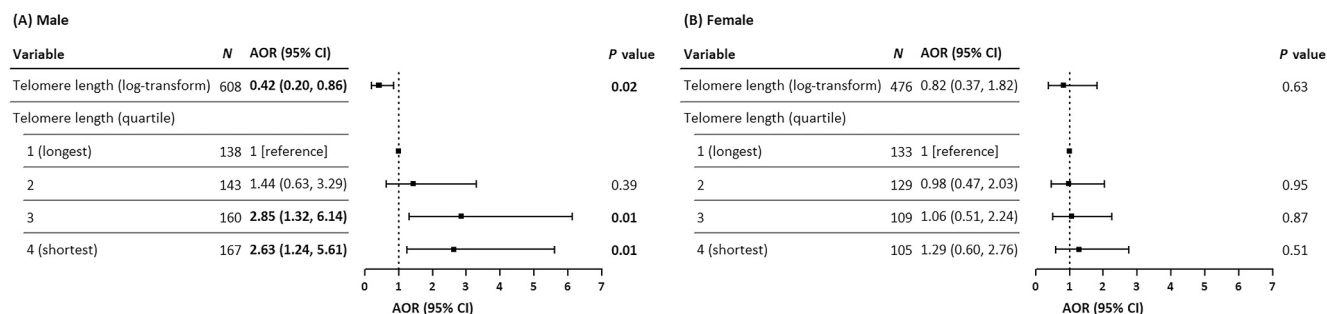 (A) Male
Variable N AOR (95% CI) P value
Telomere length (log-transform) 608 0.42 (0.20, 0.86) 0.02
Telomere length (quartile)
1 (longest) 138 1 [reference]
2 143 1.44 (0.63, 3.29) 0.39
3 160 2.85 (1.32, 6.14) 0.01
4 (shortest) 167 2.63 (1.24, 5.61) 0.01
0 1 2 3 4 5 6 7
AOR (95% CI)
(B) Female
Variable N AOR (95% CI) P value
Telomere length (log-transform) 476 0.82 (0.37, 1.82) 0.63
Telomere length (quartile)
1 (longest) 133 1 [reference]
2 129 0.98 (0.47, 2.03) 0.95
3 109 1.06 (0.51, 2.24) 0.87
4 (shortest) 105 1.29 (0.60, 2.76) 0.51
0 1 2 3 4 5 6 7
AOR (95% CI)